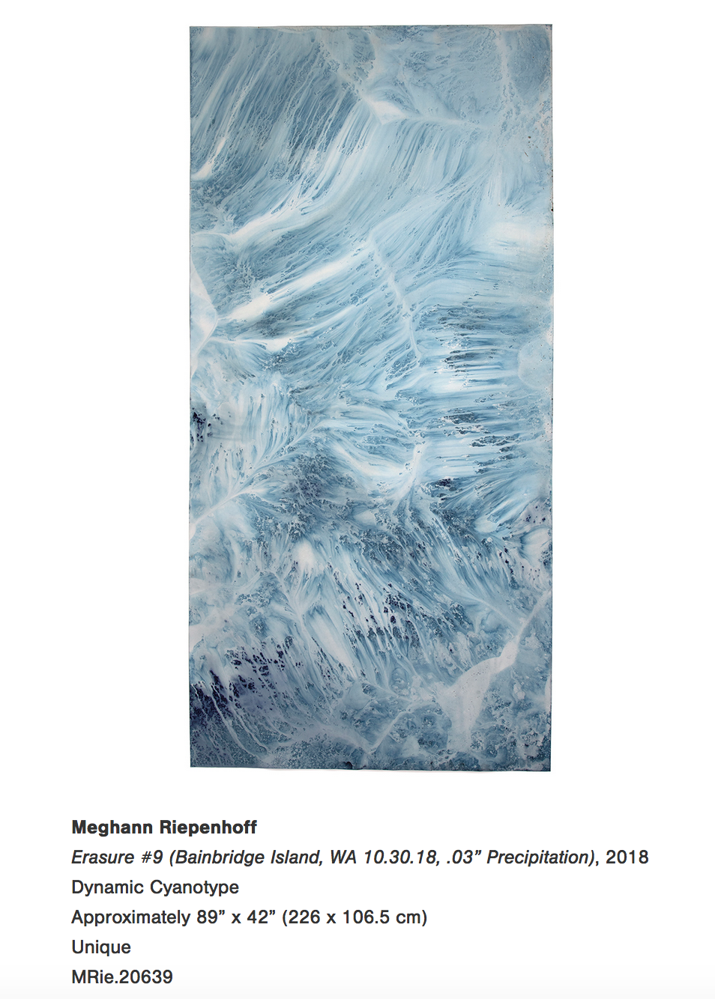 Meghann Riepenhoff
Erasure #9 (Bainbridge Island, WA 10.30.18, .03” Precipitation), 2018
Dynamic Cyanotype
Approximately 89” x 42” (226 x 106.5 cm)
Unique
MRie.20639